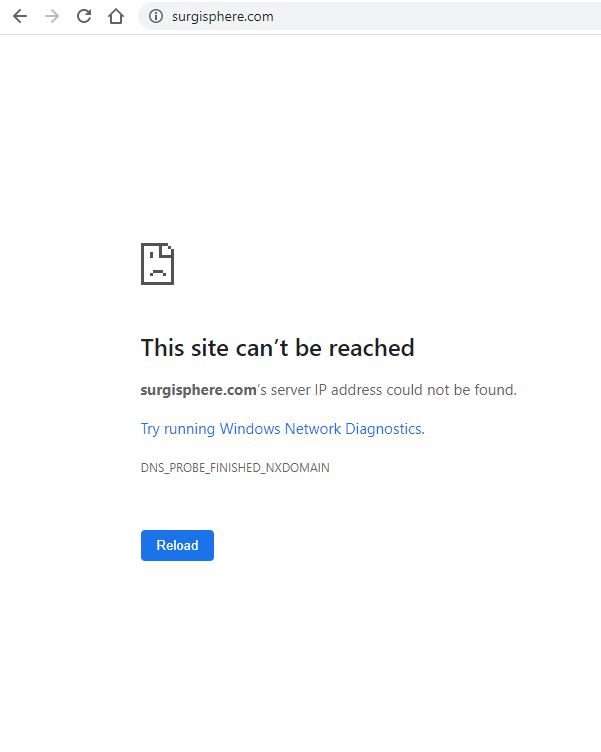 surgisphere.com
This site can’t be reached
surgisphere.com’s server IP address could not be found.
Try running Windows Network Diagnostics.
DNS_PROBE_FINISHED_NXDOMAIN
Reload